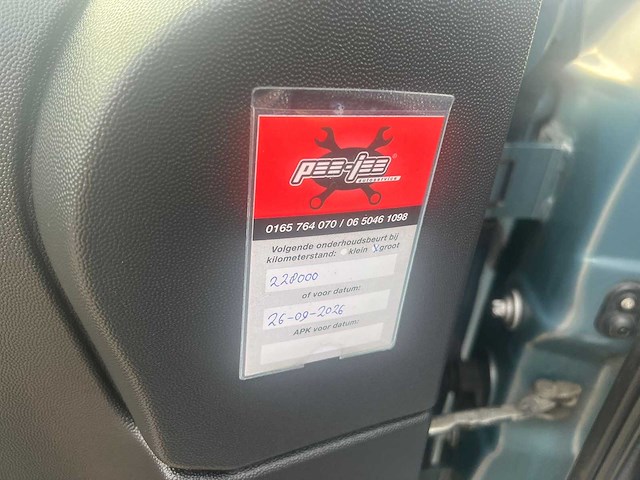 pee-jee®
AUTOSERVICE
0165 764 070 / 06 5046 1098
Volgende onderhoudsbeurt bij
kilometerstand: klein X groot
228000
of voor datum:
26-09-2026
APK voor datum: